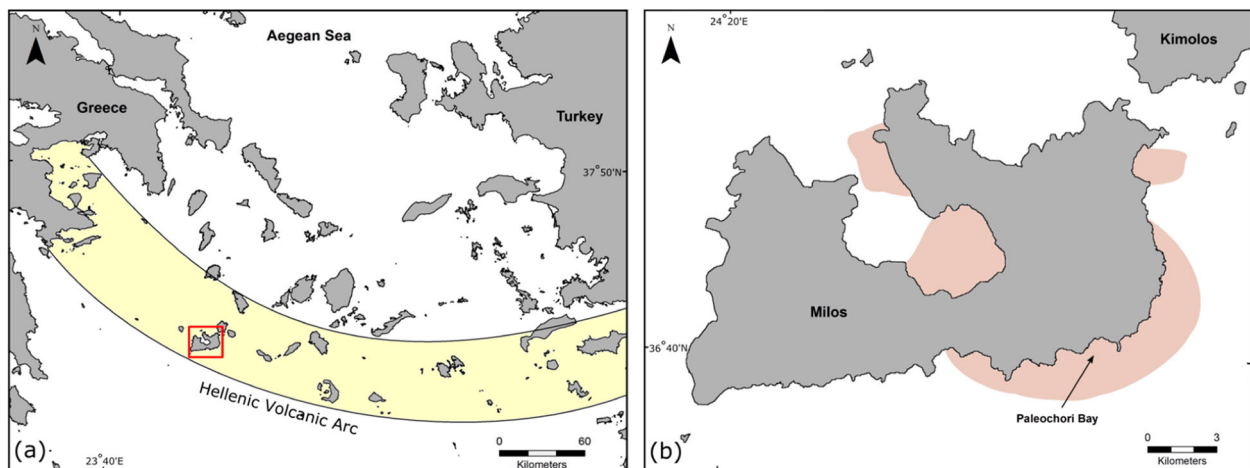 N
Aegean Sea
Greece
Turkey
37°50'N
Hellenic Volcanic Arc
0 60
Kilometers
(a)
23°40'E
24°20'E
N
Kimolos
Milos
36°40'N
Paleochori Bay
0 3
Kilometers
(b)